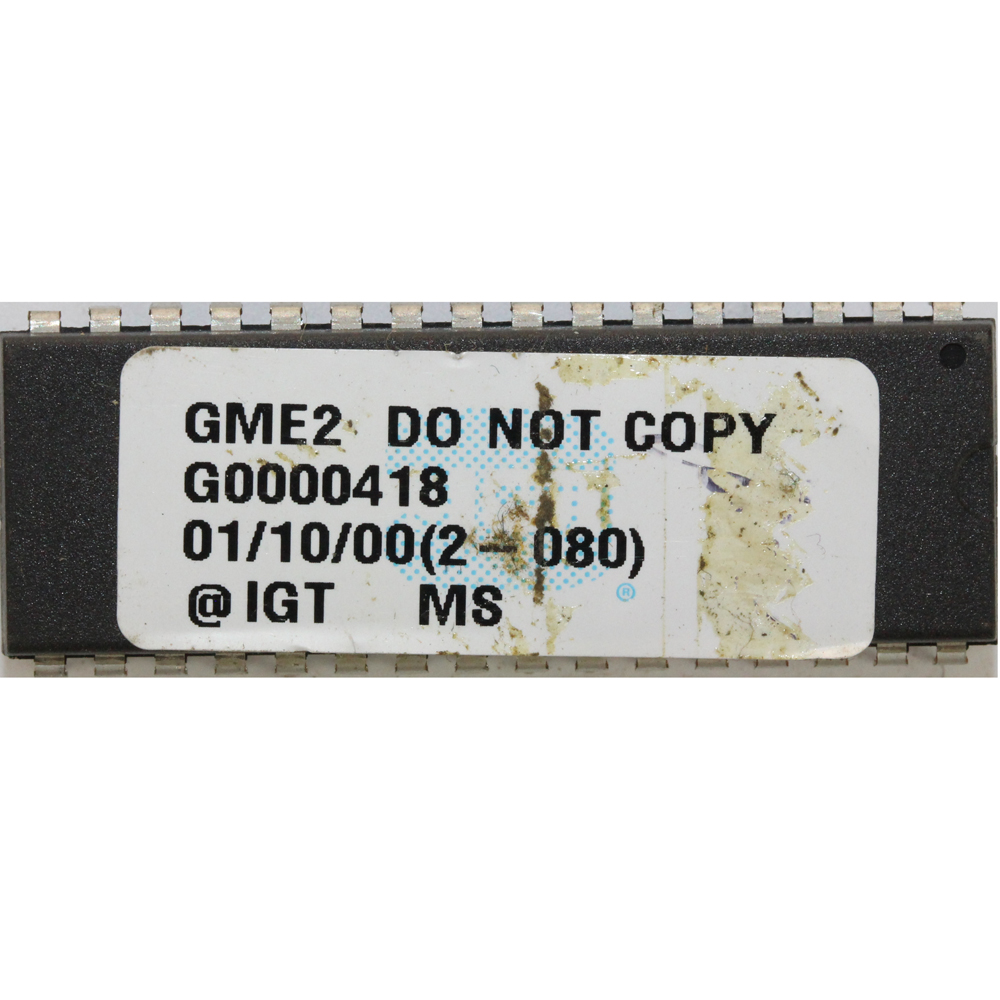 GME2 DO NOT COPY
G0000418
01/10/00(2-080)
@IGT MS
®